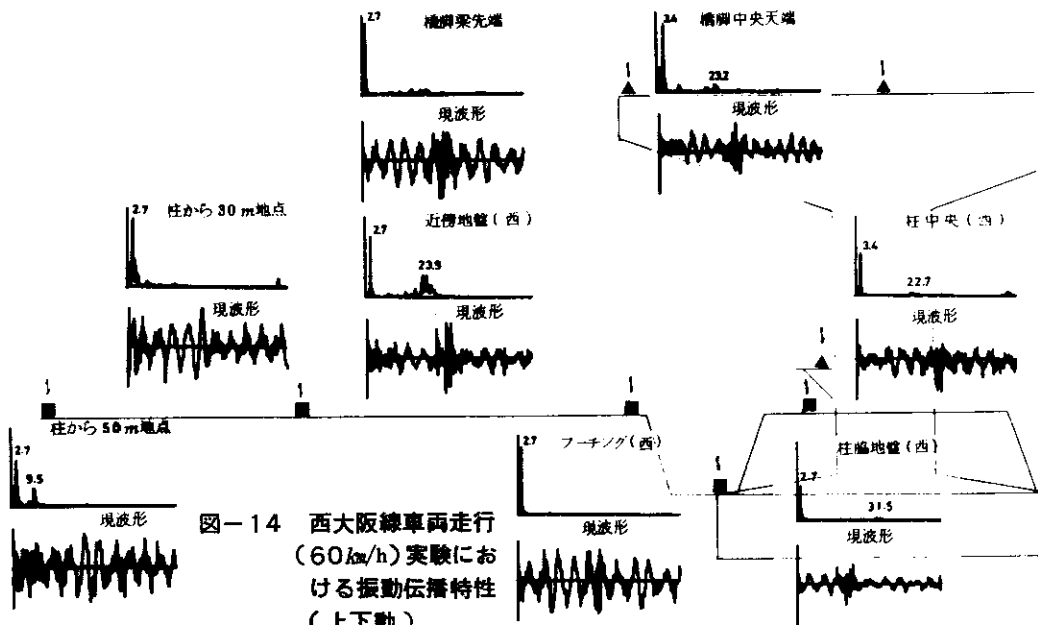 2.7
橋脚梁先端
現波形
3.4
橋脚中央天端
23.2
現波形
2.7
柱から30m地点
現波形
2.7
近傍地盤(西)
23.9
現波形
3.4
柱中央(西)
22.7
現波形
柱から50m地点
2.7
9.5
現波形
2.7
フーチング(西)
現波形
柱脇地盤(西)
2.7
31.5
現波形
図-14 西大阪線車両走行
(60km/h)実験にお
ける振動伝播特性
(上下動)